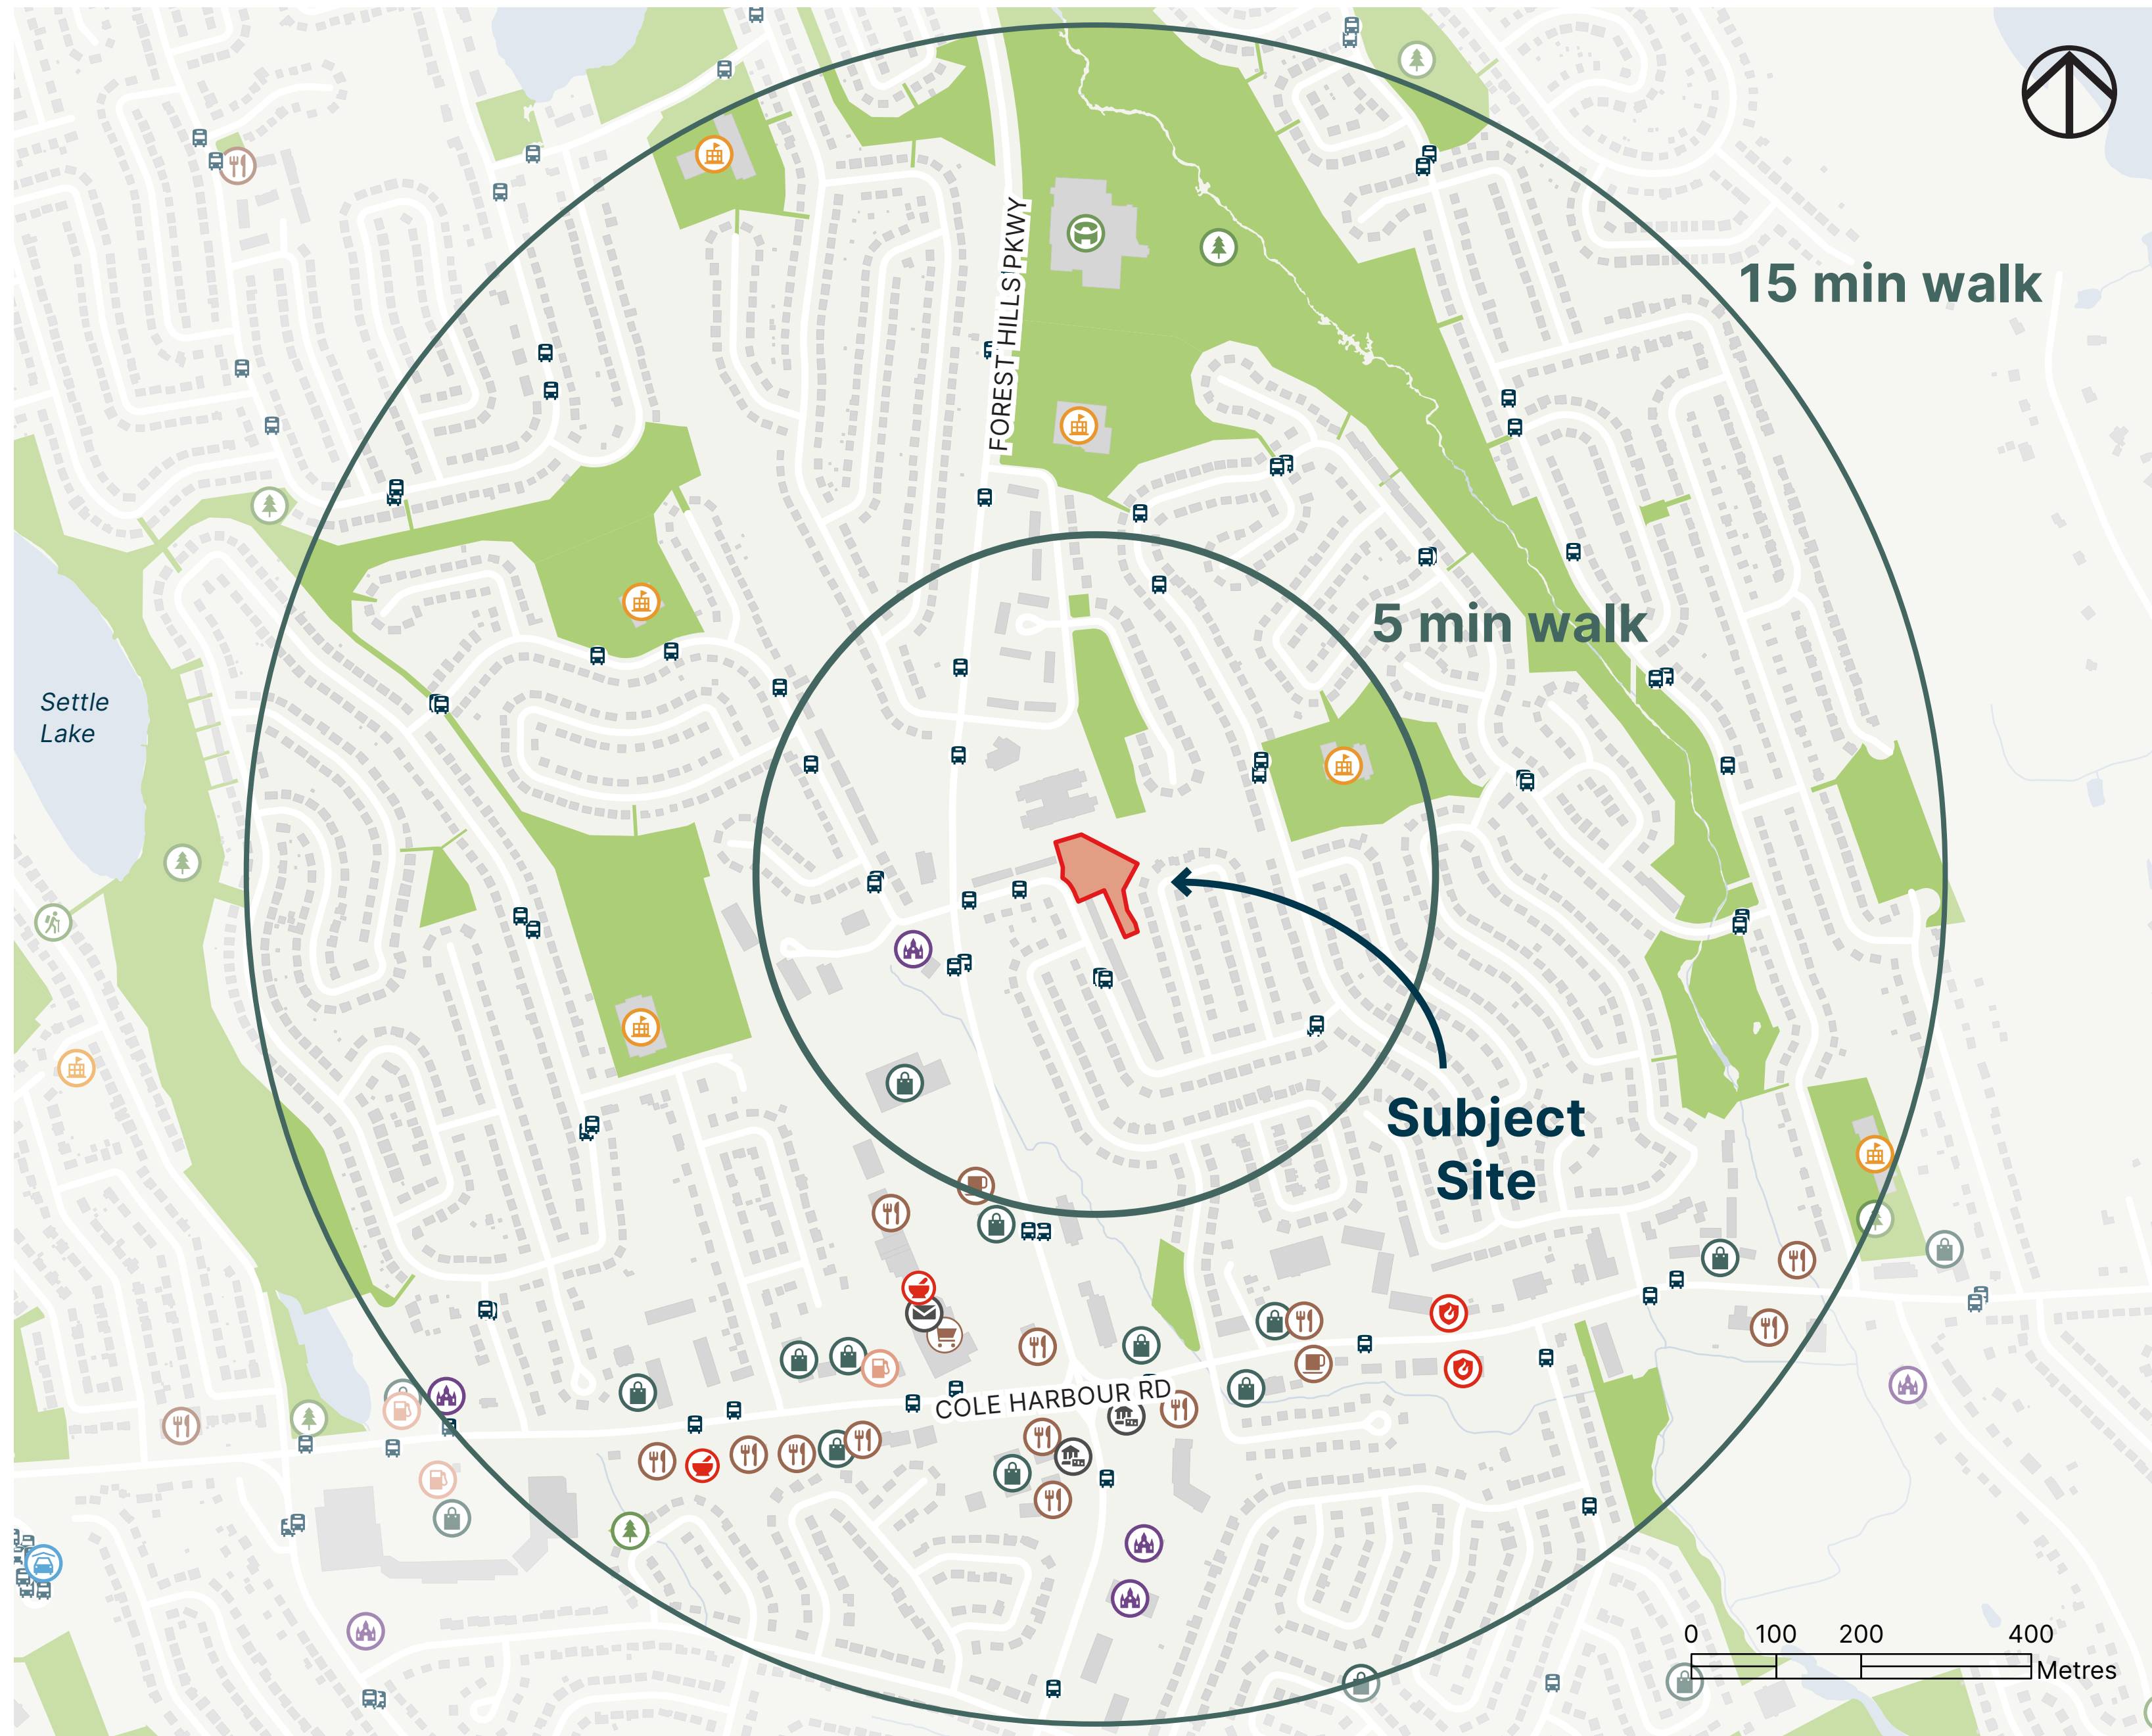 FOREST HILLS PKWY
15 min walk
5 min walk
Settle
Lake
Subject
Site
COLE HARBOUR RD
0 100 200 400
Metres